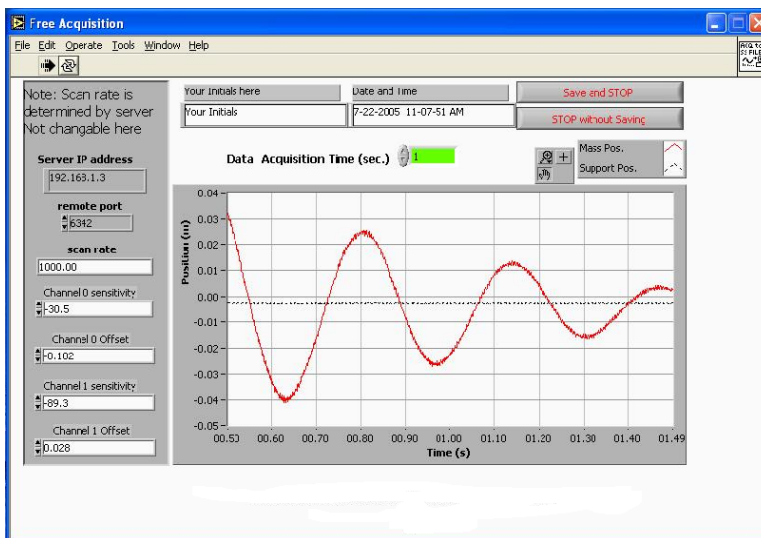 Free Acquisition
File Edit Operate Tools Window Help
Note: Scan rate is
determined by server
Not changable here
Server IP address
192.163.1.3
remote port
6342
scan rate
1000.00
Channel 0 sensitivity
-30.5
Channel 0 Offset
-0.102
Channel 1 sensitivity
-89.3
Channel 1 Offset
0.028
Your Initials here
Your Initials
Date and Time
7-22-2005 11-07-51 AM
Save and STOP
STOP without Saving
Data Acquisition Time (sec.) 1
Mass Pos.
Support Pos.
Position (m)
0.04
0.03
0.02
0.01
0.00
-0.01
-0.02
-0.03
-0.04
-0.05
00.53 00.60 00.70 00.80 00.90 01.00 01.10 01.20 01.30 01.40 01.49
Time (s)